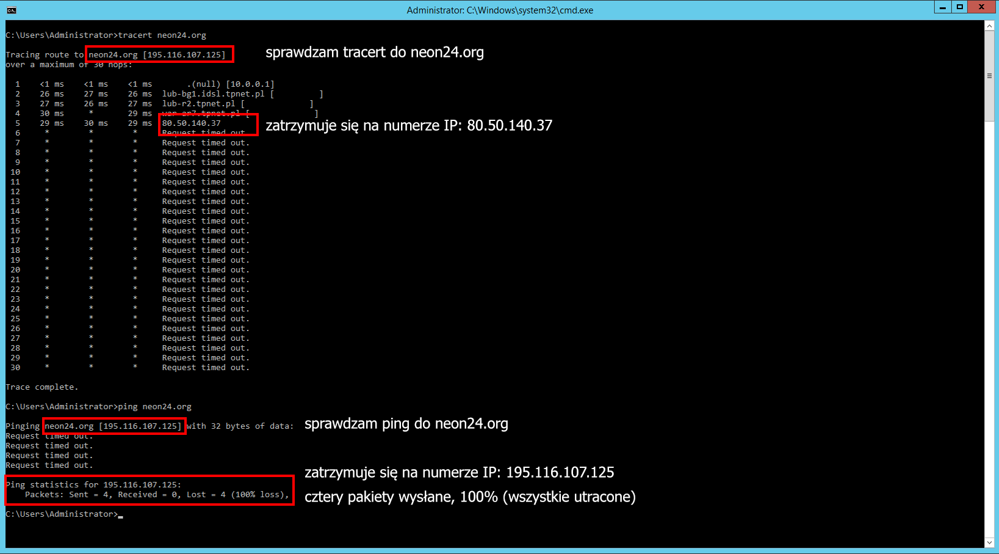 Administrator: C:\Windows\system32\cmd.exe
C:\Users\Administrator>tracert neon24.org
Tracing route to neon24.org [195.116.107.125]
sprawdzam tracert do neon24.org
over a maximum of 30 hops:
1 <1 ms <1 ms <1 ms .(null) [10.0.0.1]
2 26 ms 27 ms 26 ms lub-bg1.idsl.tpnet.pl [ ]
3 27 ms 26 ms 27 ms lub-r2.tpnet.pl [ ]
4 30 ms * 29 ms war-ar7.tpnet.pl [ ]
5 29 ms 30 ms 29 ms 80.50.140.37
zatrzymuje się na numerze IP: 80.50.140.37
6 * * * Request timed out.
7 * * * Request timed out.
8 * * * Request timed out.
9 * * * Request timed out.
10 * * * Request timed out.
11 * * * Request timed out.
12 * * * Request timed out.
13 * * * Request timed out.
14 * * * Request timed out.
15 * * * Request timed out.
16 * * * Request timed out.
17 * * * Request timed out.
18 * * * Request timed out.
19 * * * Request timed out.
20 * * * Request timed out.
21 * * * Request timed out.
22 * * * Request timed out.
23 * * * Request timed out.
24 * * * Request timed out.
25 * * * Request timed out.
26 * * * Request timed out.
27 * * * Request timed out.
28 * * * Request timed out.
29 * * * Request timed out.
30 * * * Request timed out.
Trace complete.
C:\Users\Administrator>ping neon24.org
Pinging neon24.org [195.116.107.125] with 32 bytes of data:
sprawdzam ping do neon24.org
Request timed out.
Request timed out.
Request timed out.
Request timed out.
zatrzymuje się na numerze IP: 195.116.107.125
Ping statistics for 195.116.107.125:
Packets: Sent = 4, Received = 0, Lost = 4 (100% loss),
cztery pakiety wysłane, 100% (wszystkie utracone)
C:\Users\Administrator>